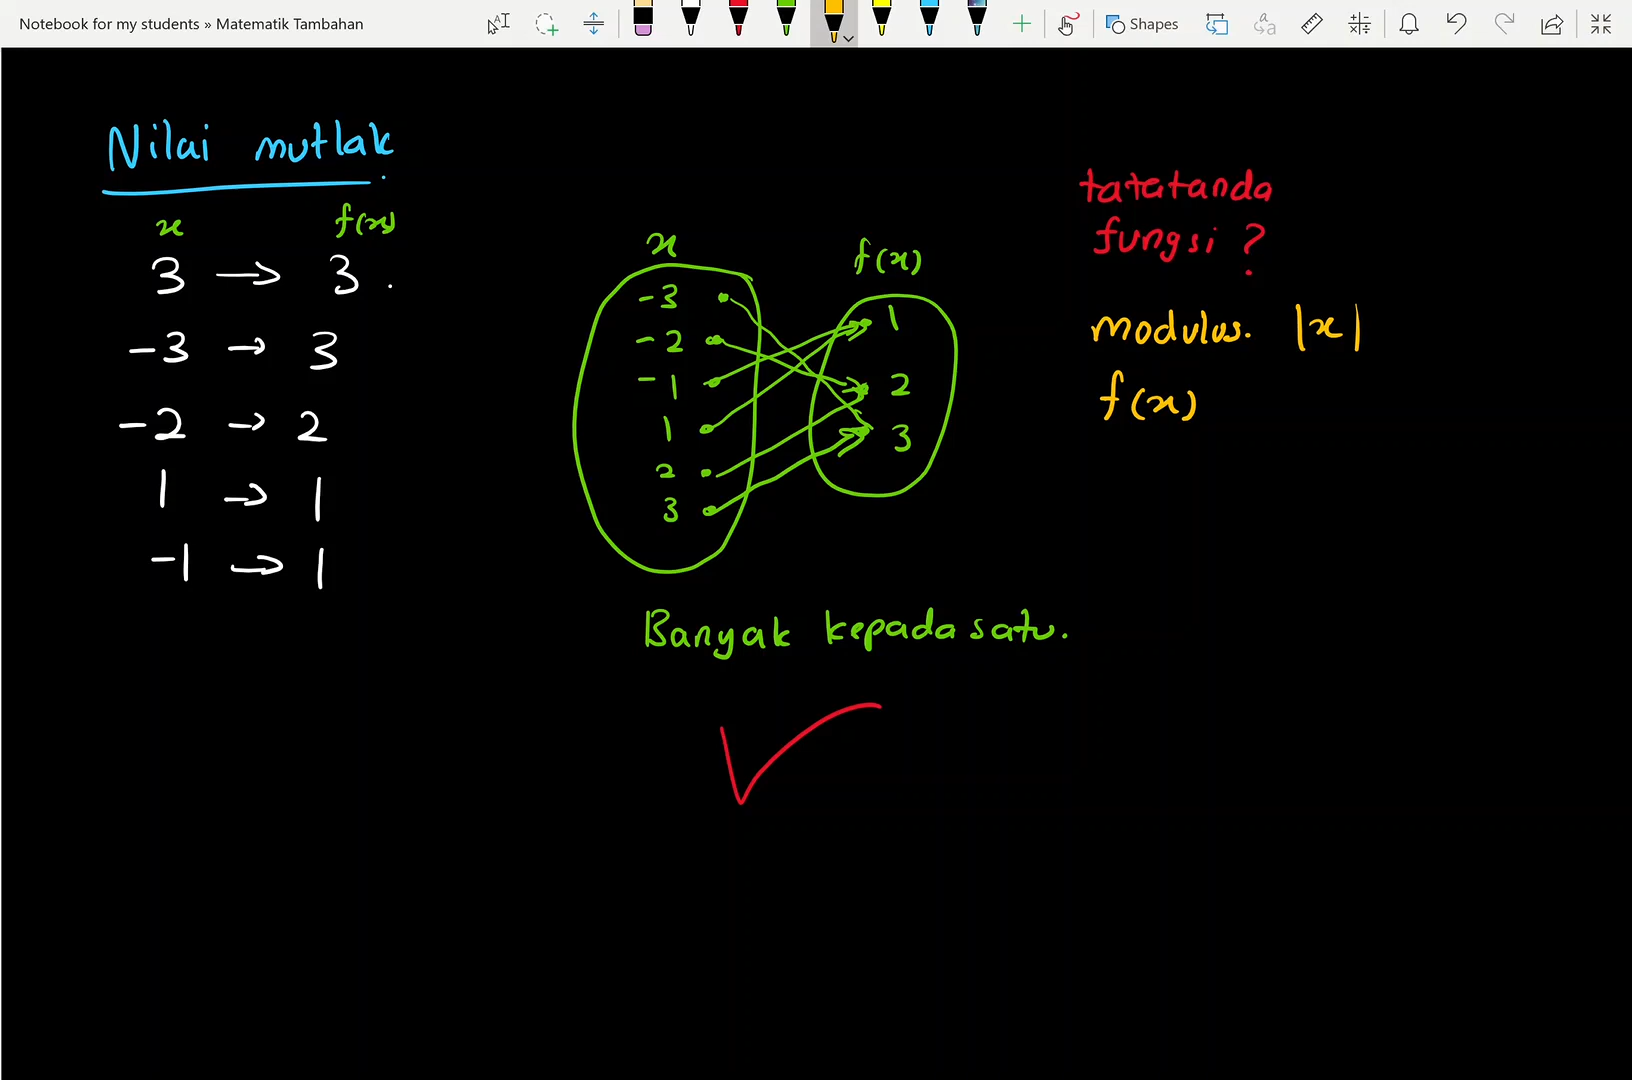 Notebook for my students » Matematik Tambahan
Shapes
Nilai mutlak
x f(x)
3 → 3
-3 → 3
-2 → 2
1 → 1
-1 → 1
x
-3
-2
-1
1
2
3
f(x)
1
2
3
Banyak kepada satu.
tatatanda
fungsi ?
modulus. |x|
f(x)